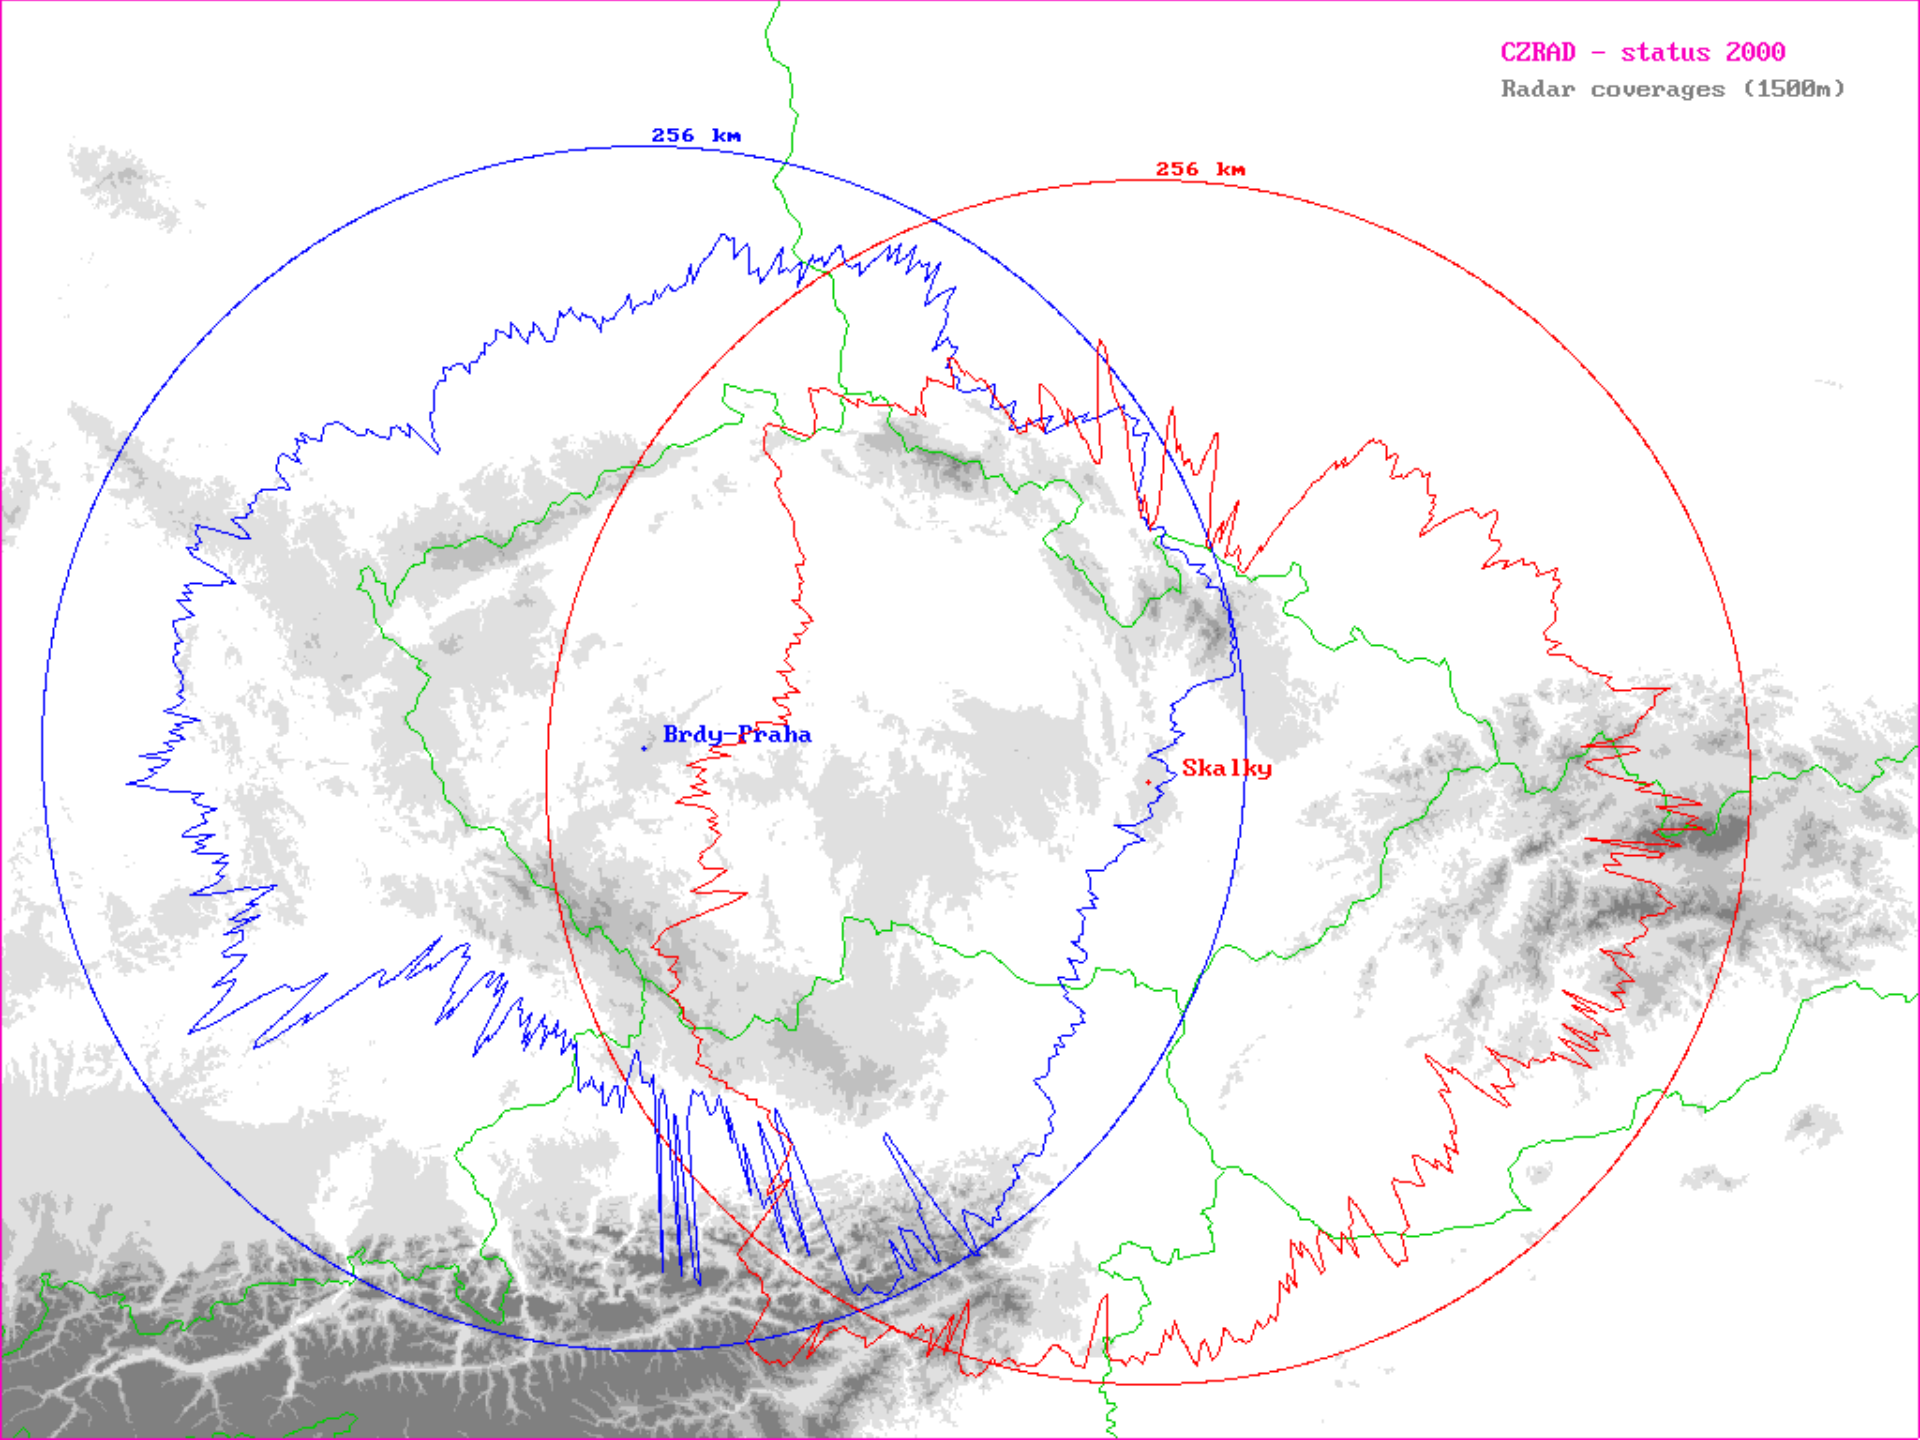 CZRAD - status 2000
Radar coverages (1500m)
256 km
256 km
Brdy-Praha
Skalky